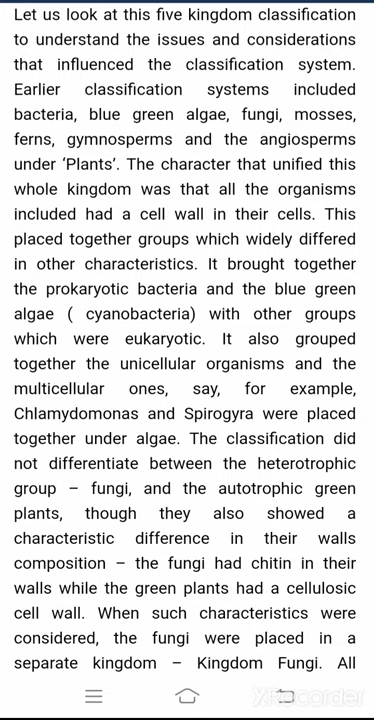 Let us look at this five kingdom classification
to understand the issues and considerations
that influenced the classification system.
Earlier classification systems included
bacteria, blue green algae, fungi, mosses,
ferns, gymnosperms and the angiosperms
under ‘Plants’. The character that unified this
whole kingdom was that all the organisms
included had a cell wall in their cells. This
placed together groups which widely differed
in other characteristics. It brought together
the prokaryotic bacteria and the blue green
algae ( cyanobacteria) with other groups
which were eukaryotic. It also grouped
together the unicellular organisms and the
multicellular ones, say, for example,
Chlamydomonas and Spirogyra were placed
together under algae. The classification did
not differentiate between the heterotrophic
group – fungi, and the autotrophic green
plants, though they also showed a
characteristic difference in their walls
composition – the fungi had chitin in their
walls while the green plants had a cellulosic
cell wall. When such characteristics were
considered, the fungi were placed in a
separate kingdom – Kingdom Fungi. All
XRecorder